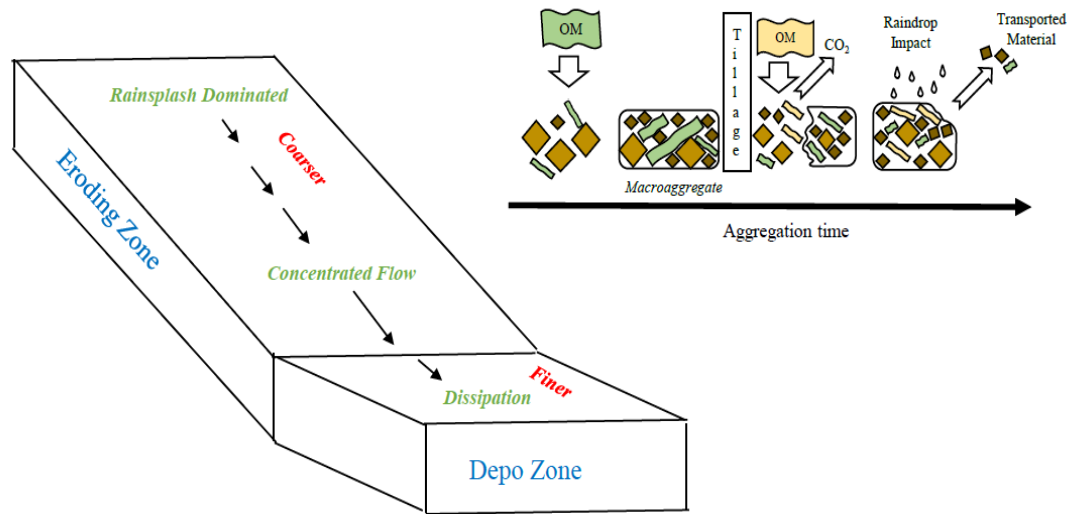 Rainsplash Dominated
Coarser
Eroding Zone
Concentrated Flow
Finer
Dissipation
Depo Zone
OM
Macroaggregate
Tillage
OM
CO2
Raindrop
Impact
Transported
Material
Aggregation time